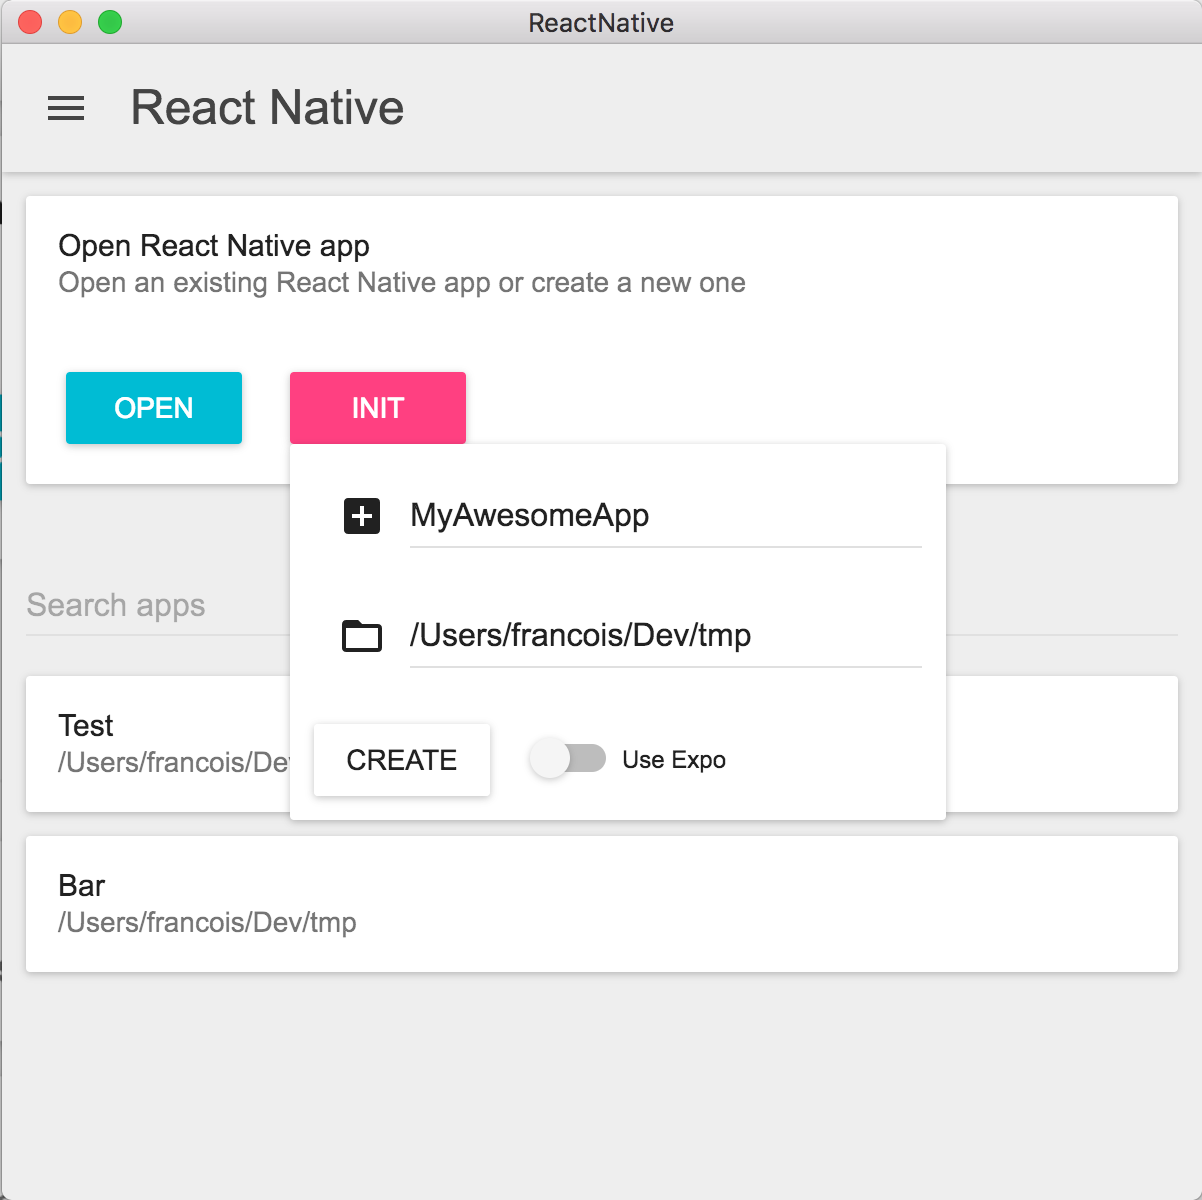 ReactNative
React Native
Open React Native app
Open an existing React Native app or create a new one
OPEN
INIT
MyAwesomeApp
Search apps
/Users/francois/Dev/tmp
Test
/Users/francois/De
CREATE
Use Expo
Bar
/Users/francois/Dev/tmp